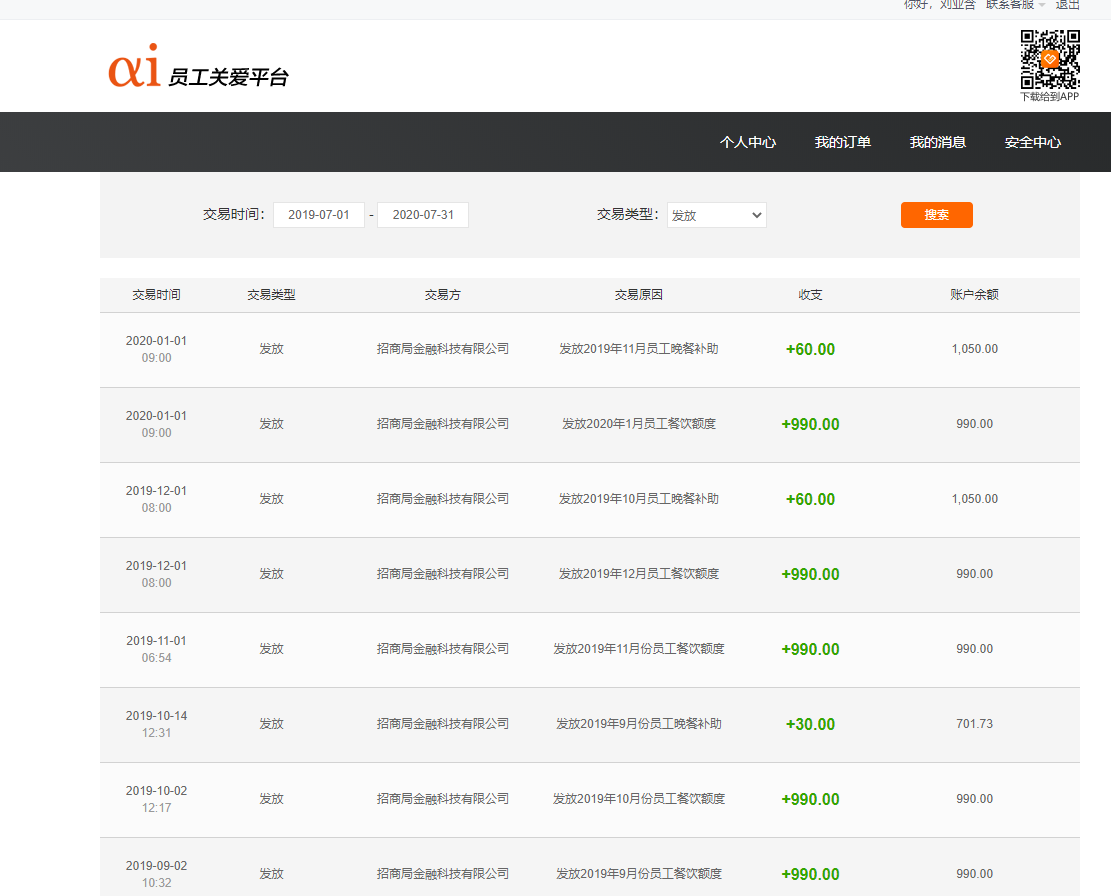 你好，刘业含 联系客服 退出
αi 员工关爱平台
下载给到APP
个人中心 我的订单 我的消息 安全中心
交易时间： 2019-07-01 - 2020-07-31 交易类型： 发放 搜索
交易时间 交易类型 交易方 交易原因 收支 账户余额
2020-01-01
09:00 发放 招商局金融科技有限公司 发放2019年11月员工晚餐补助 +60.00 1,050.00
2020-01-01
09:00 发放 招商局金融科技有限公司 发放2020年1月员工餐饮额度 +990.00 990.00
2019-12-01
08:00 发放 招商局金融科技有限公司 发放2019年10月员工晚餐补助 +60.00 1,050.00
2019-12-01
08:00 发放 招商局金融科技有限公司 发放2019年12月员工餐饮额度 +990.00 990.00
2019-11-01
06:54 发放 招商局金融科技有限公司 发放2019年11月份员工餐饮额度 +990.00 990.00
2019-10-14
12:31 发放 招商局金融科技有限公司 发放2019年9月份员工晚餐补助 +30.00 701.73
2019-10-02
12:17 发放 招商局金融科技有限公司 发放2019年10月份员工餐饮额度 +990.00 990.00
2019-09-02
10:32 发放 招商局金融科技有限公司 发放2019年9月份员工餐饮额度 +990.00 990.00